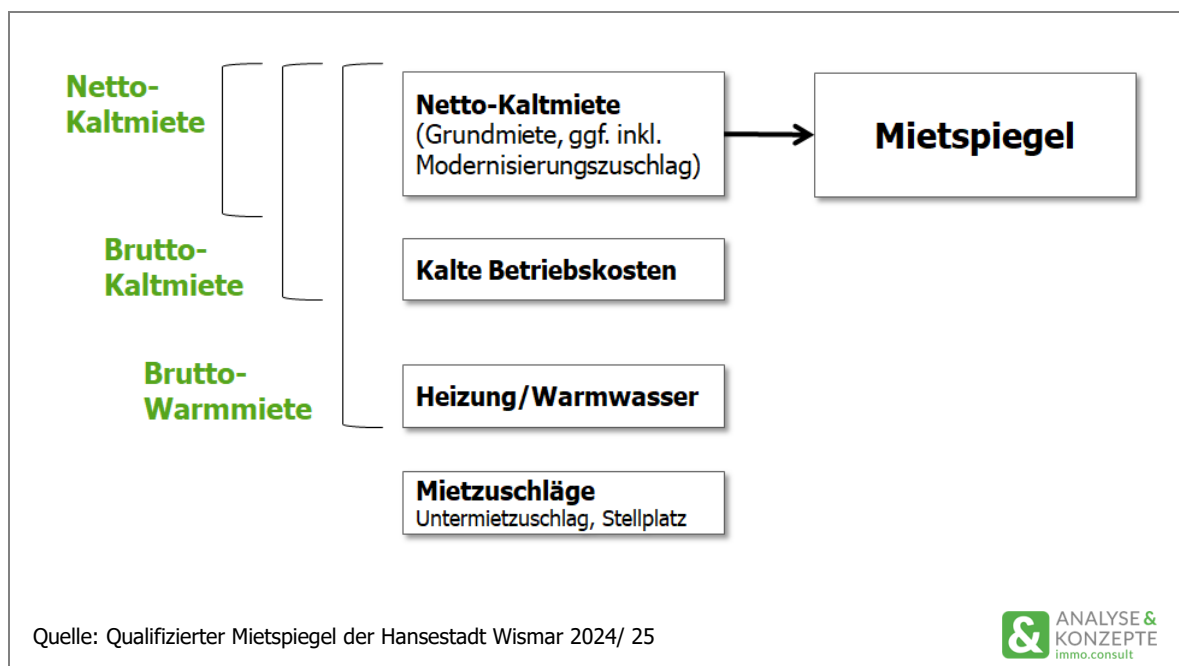 Netto-
Kaltmiete
Brutto-
Kaltmiete
Brutto-
Warmmiete
Netto-Kaltmiete
(Grundmiete, ggf. inkl.
Modernisierungszuschlag)
Mietspiegel
Kalte Betriebskosten
Heizung/Warmwasser
Mietzuschläge
Untermietzuschlag, Stellplatz
Quelle: Qualifizierter Mietspiegel der Hansestadt Wismar 2024/ 25
&
ANALYSE &
KONZEPTE
immo.consult